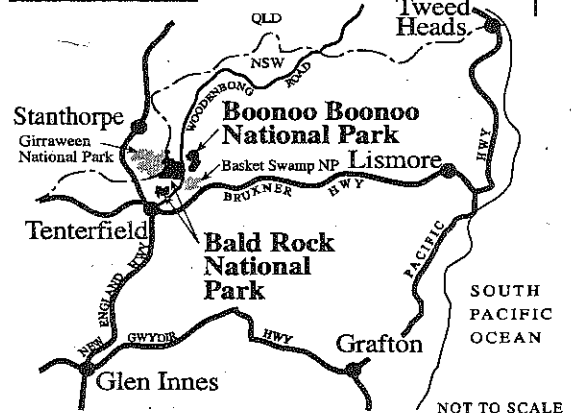 Tweed
Heads
QLD
NSW
WOODENBONG ROAD
Stanthorpe
Boonoo Boonoo
National Park
Girraween
National Park
Basket Swamp NP
Lismore
HWY
BRUXNER HWY
Tenterfield
Bald Rock
National
Park
PACIFIC
NEW ENGLAND HWY
SOUTH
PACIFIC
OCEAN
GWYDIR HWY
Grafton
Glen Innes
NOT TO SCALE